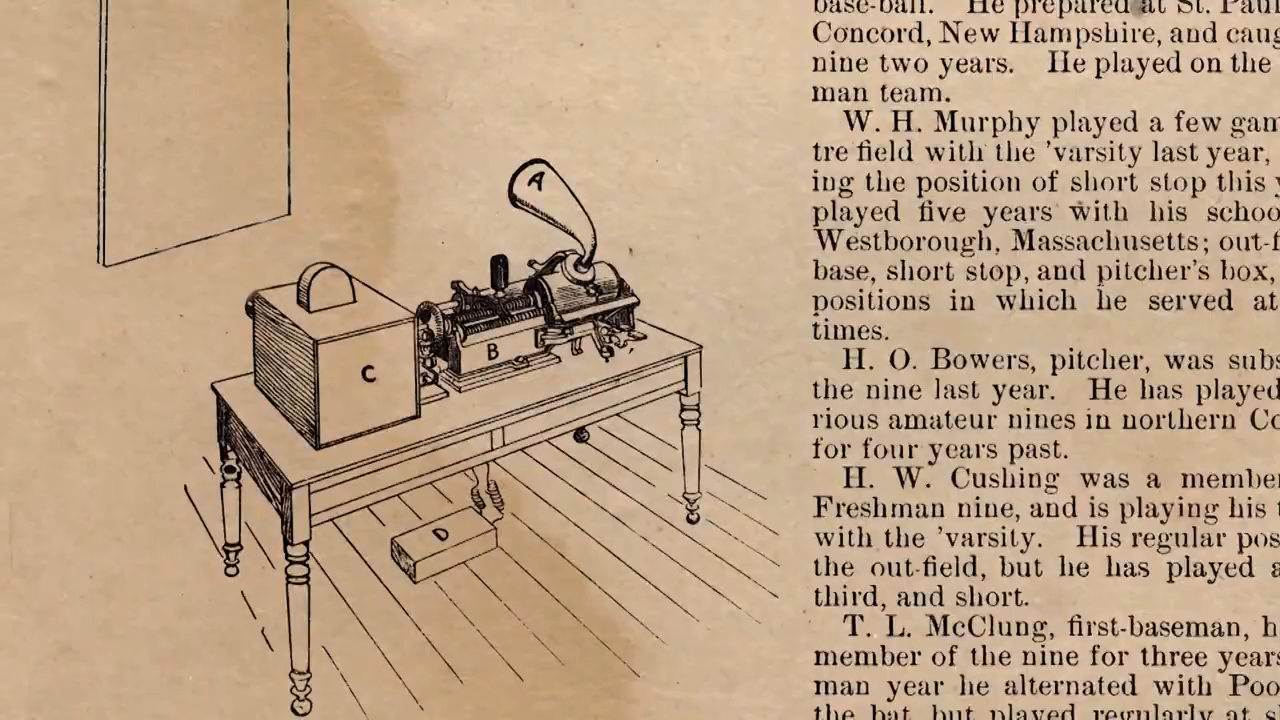 A
B
C
D
base-ball. He prepared at St. Paul
Concord, New Hampshire, and caug
nine two years. He played on the
man team.
W. H. Murphy played a few gam
tre field with the 'varsity last year,
ing the position of short stop this y
played five years with his schoo
Westborough, Massachusetts; out-f
base, short stop, and pitcher's box,
positions in which he served at
times.
H. O. Bowers, pitcher, was subs
the nine last year. He has played
rious amateur nines in northern Co
for four years past.
H. W. Cushing was a member
Freshman nine, and is playing his
with the 'varsity. His regular pos
the out-field, but he has played a
third, and short.
T. L. McClung, first-baseman, h
member of the nine for three years
man year he alternated with Poo
the bat, but played regularly at s